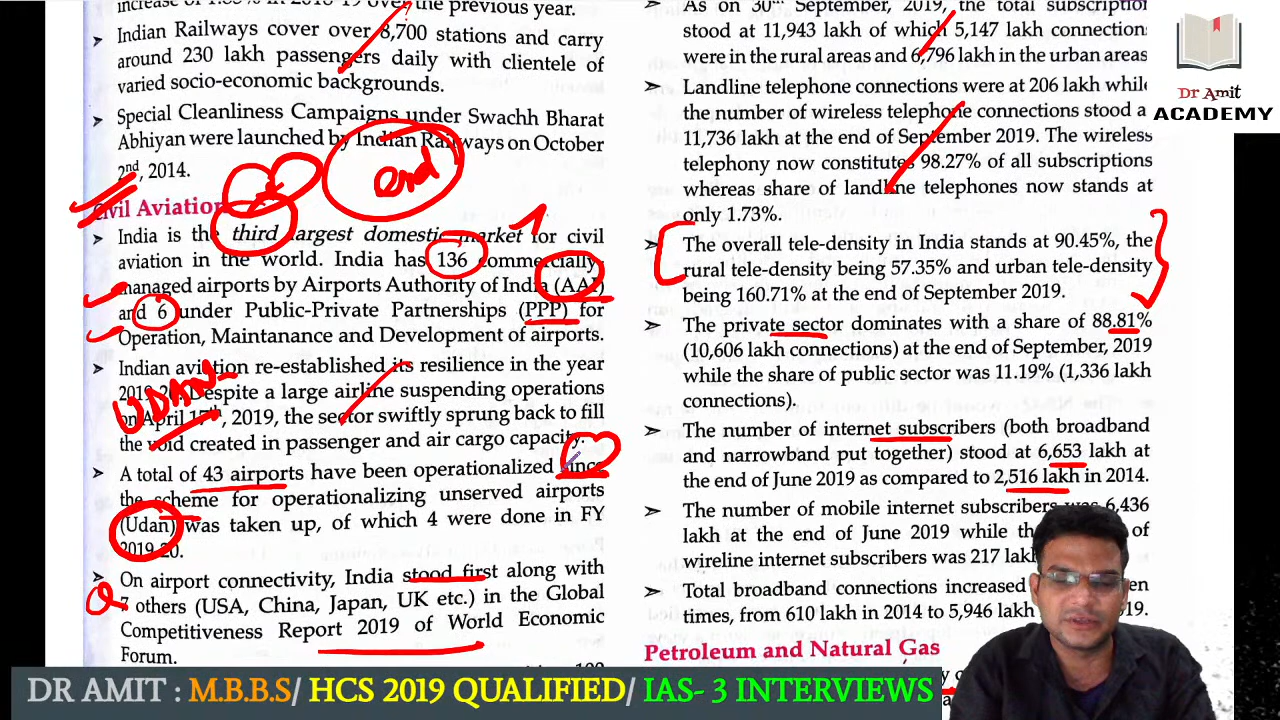 increase of 1.85% in 2018-19 over the previous year.
➤ Indian Railways cover over 8,700 stations and carry
around 230 lakh passengers daily with clientele of
varied socio-economic backgrounds.
➤ Special Cleanliness Campaigns under Swachh Bharat
Abhiyan were launched by Indian Railways on October
2nd, 2014.
end
Civil Aviation
➤ India is the third largest domestic market for civil
aviation in the world. India has 136 commercially
managed airports by Airports Authority of India (AAI)
and 6 under Public-Private Partnerships (PPP) for
Operation, Maintanance and Development of airports.
➤ Indian aviation re-established its resilience in the year
2019-20. Despite a large airline suspending operations
on April 17th, 2019, the sector swiftly sprung back to fill
the void created in passenger and air cargo capacity.
UDAN
➤ A total of 43 airports have been operationalized since
the scheme for operationalizing unserved airports
(Udan) was taken up, of which 4 were done in FY
2019-20.
➤ On airport connectivity, India stood first along with
7 others (USA, China, Japan, UK etc.) in the Global
Competitiveness Report 2019 of World Economic
Forum.
➤ As on 30th September, 2019, the total subscription
stood at 11,943 lakh of which 5,147 lakh connections
were in the rural areas and 6,796 lakh in the urban areas
➤ Landline telephone connections were at 206 lakh while
the number of wireless telephone connections stood a
11,736 lakh at the end of September 2019. The wireless
telephony now constitutes 98.27% of all subscriptions
whereas share of landline telephones now stands at
only 1.73%.
➤ The overall tele-density in India stands at 90.45%, the
rural tele-density being 57.35% and urban tele-density
being 160.71% at the end of September 2019.
➤ The private sector dominates with a share of 88.81%
(10,606 lakh connections) at the end of September, 2019
while the share of public sector was 11.19% (1,336 lakh
connections).
➤ The number of internet subscribers (both broadband
and narrowband put together) stood at 6,653 lakh at
the end of June 2019 as compared to 2,516 lakh in 2014.
➤ The number of mobile internet subscribers was 6,436
lakh at the end of June 2019 while th of
wireline internet subscribers was 217 lak
➤ Total broadband connections increased en
times, from 610 lakh in 2014 to 5,946 lakh 19.
Petroleum and Natural Gas
Dr Amit
ACADEMY
DR AMIT : M.B.B.S/ HCS 2019 QUALIFIED/ IAS- 3 INTERVIEWS